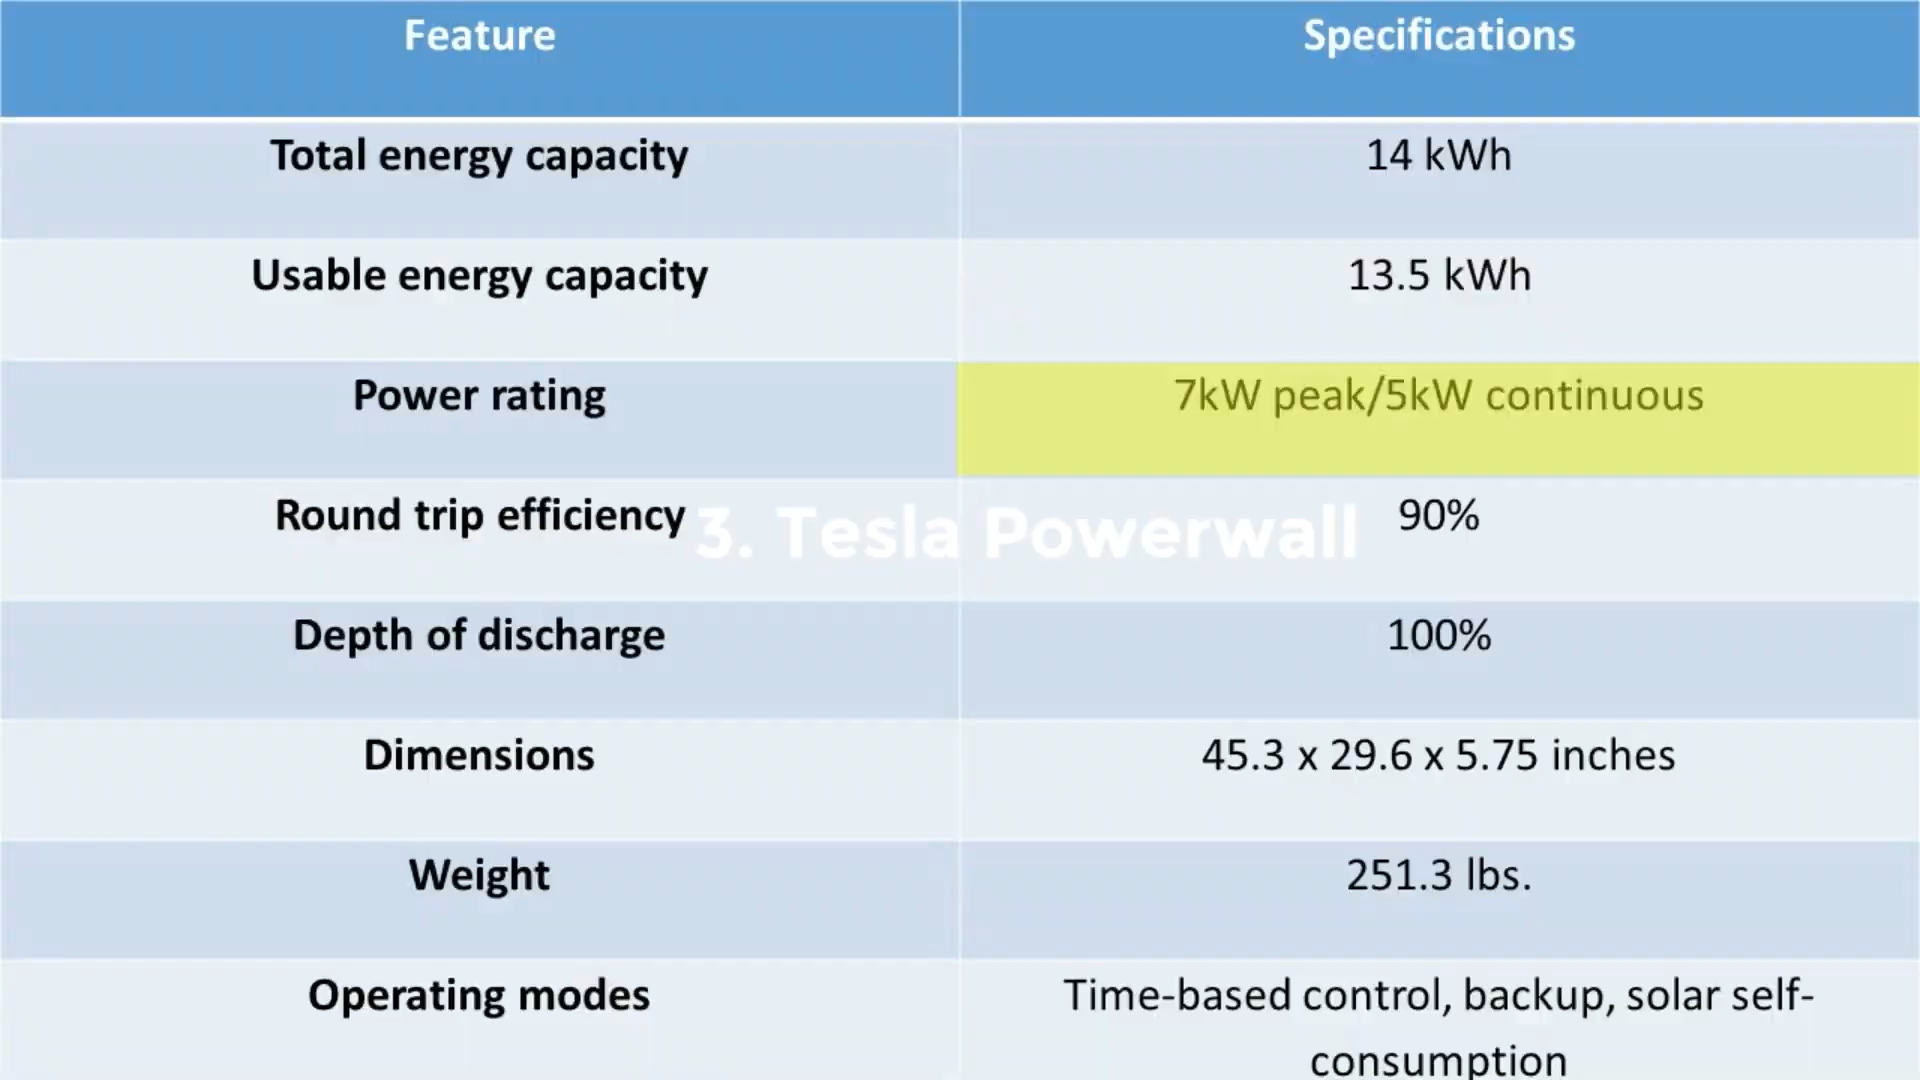 Feature Specifications
Total energy capacity 14 kWh
Usable energy capacity 13.5 kWh
Power rating 7kW peak/5kW continuous
Round trip efficiency 90%
3. Tesla Powerwall
Depth of discharge 100%
Dimensions 45.3 x 29.6 x 5.75 inches
Weight 251.3 lbs.
Operating modes Time-based control, backup, solar self-
consumption